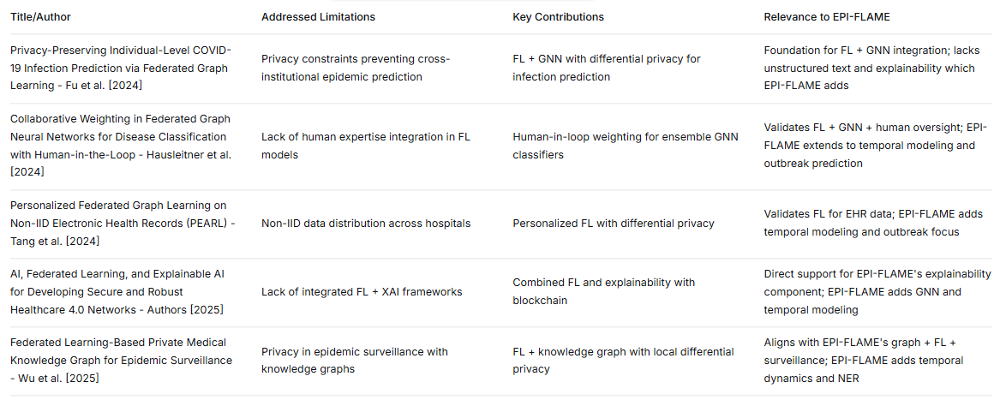 Title/Author
Addressed Limitations
Key Contributions
Relevance to EPI-FLAME
Privacy-Preserving Individual-Level COVID-
19 Infection Prediction via Federated Graph
Learning - Fu et al. [2024]
Privacy constraints preventing cross-
institutional epidemic prediction
FL + GNN with differential privacy for
infection prediction
Foundation for FL + GNN integration; lacks
unstructured text and explainability which
EPI-FLAME adds
Collaborative Weighting in Federated Graph
Neural Networks for Disease Classification
with Human-in-the-Loop - Hausleitner et al.
[2024]
Lack of human expertise integration in FL
models
Human-in-loop weighting for ensemble GNN
classifiers
Validates FL + GNN + human oversight; EPI-
FLAME extends to temporal modeling and
outbreak prediction
Personalized Federated Graph Learning on
Non-IID Electronic Health Records (PEARL) -
Tang et al. [2024]
Non-IID data distribution across hospitals
Personalized FL with differential privacy
Validates FL for EHR data; EPI-FLAME adds
temporal modeling and outbreak focus
AI, Federated Learning, and Explainable AI
for Developing Secure and Robust
Healthcare 4.0 Networks - Authors [2025]
Lack of integrated FL + XAI frameworks
Combined FL and explainability with
blockchain
Direct support for EPI-FLAME's explainability
component; EPI-FLAME adds GNN and
temporal modeling
Federated Learning-Based Private Medical
Knowledge Graph for Epidemic Surveillance
- Wu et al. [2025]
Privacy in epidemic surveillance with
knowledge graphs
FL + knowledge graph with local differential
privacy
Aligns with EPI-FLAME's graph + FL +
surveillance; EPI-FLAME adds temporal
dynamics and NER